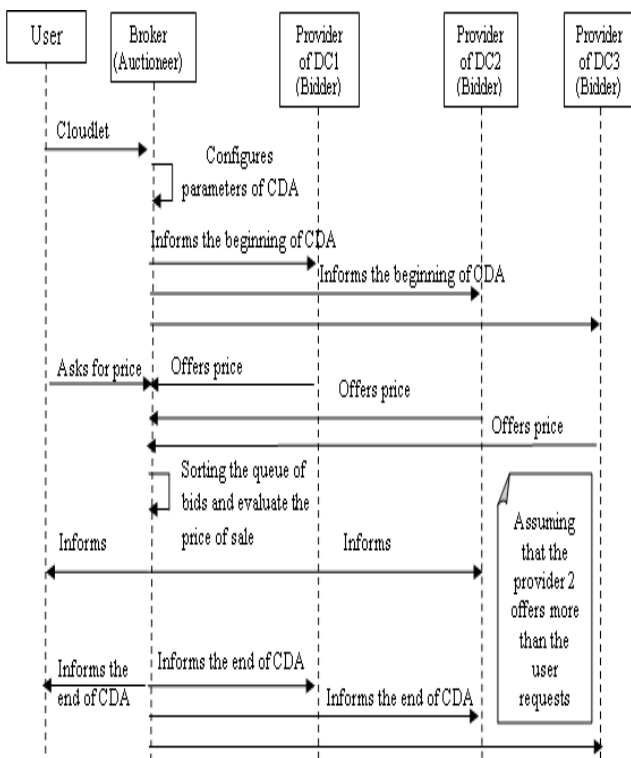 User
Broker
(Auctioneer)
Provider
of DC1
(Bidder)
Provider
of DC2
(Bidder)
Provider
of DC3
(Bidder)
Cloudlet
Configures
parameters of CDA
Informs the beginning of CDA
Informs the beginning of CDA
Asks for price
Offers price
Offers price
Offers price
Sorting the queue of
bids and evaluate the
price of sale
Informs
Informs
Assuming
that the
provider 2
offers more
than the
user
requests
Informs the
end of CDA
Informs the end of CDA
Informs the end of CDA